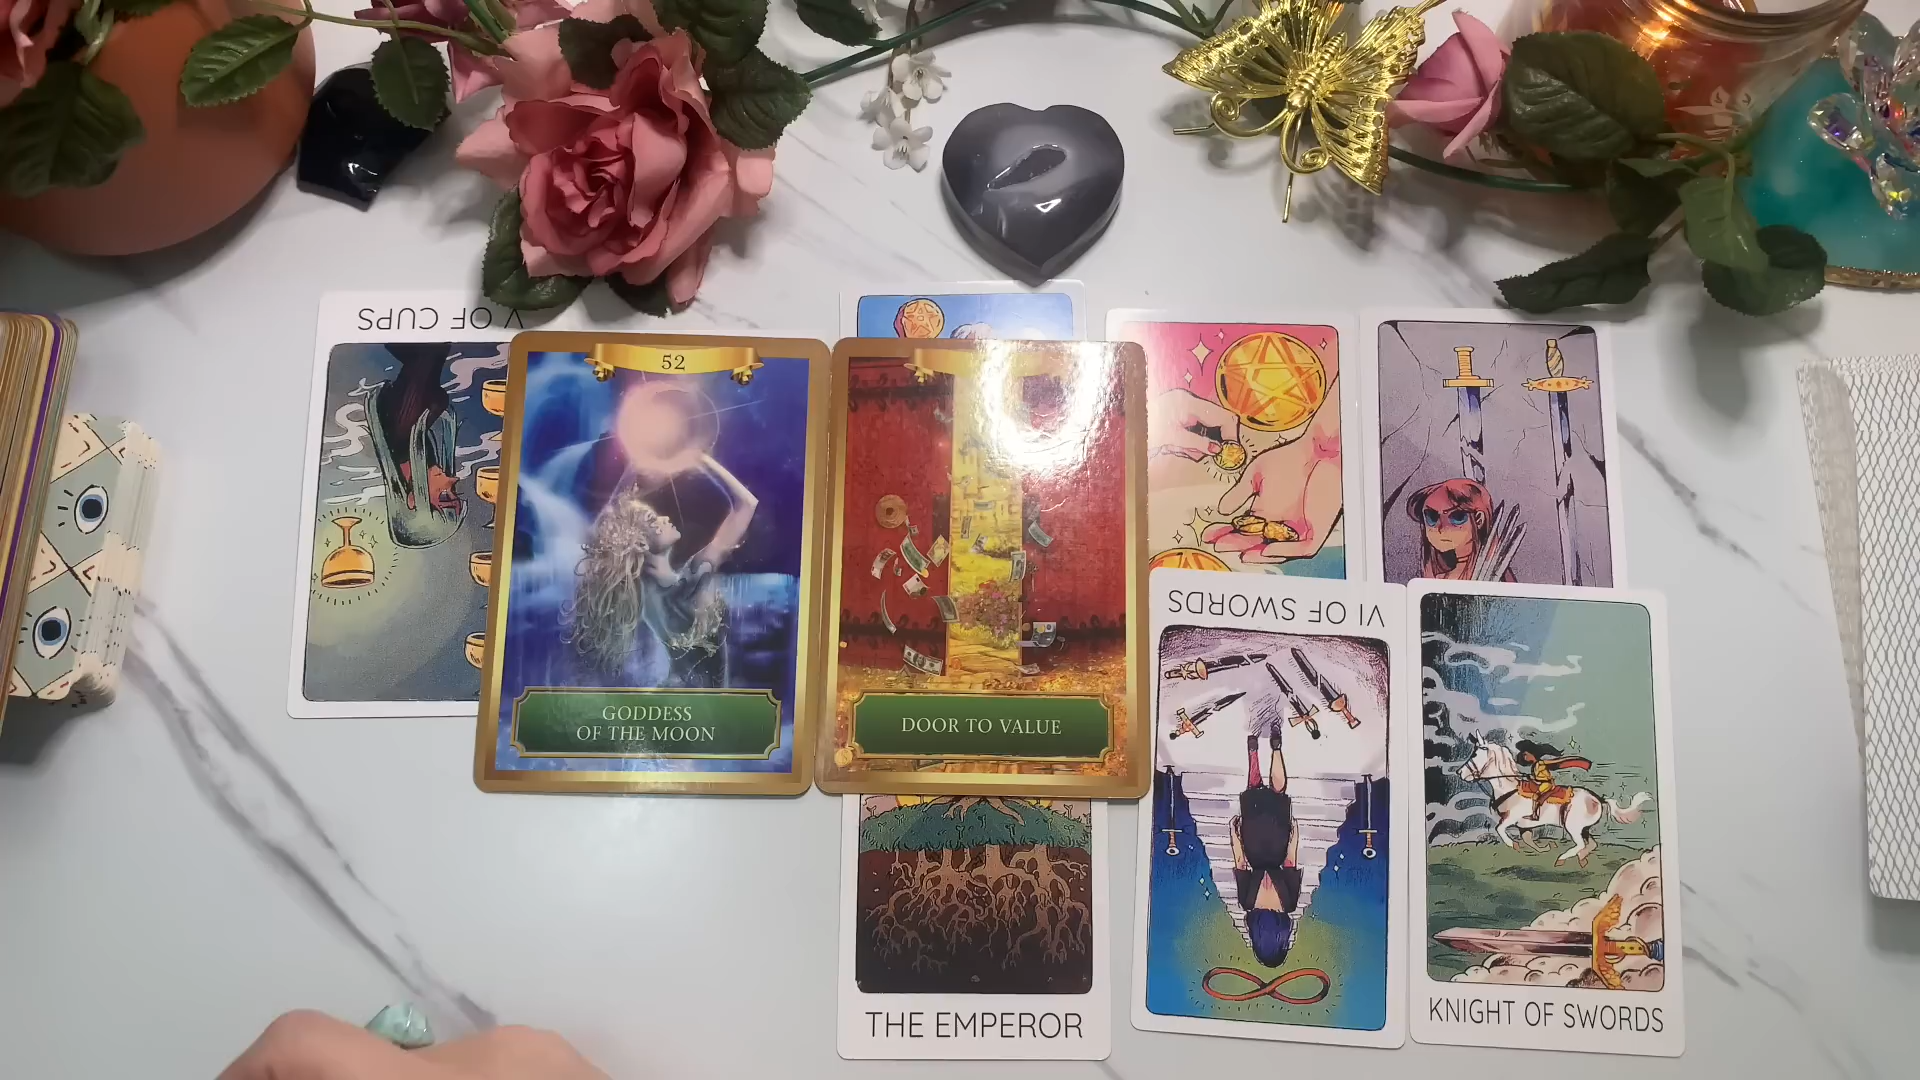 V OF CUPS
52
GODDESS
OF THE MOON
DOOR TO VALUE
VI OF SWORDS
THE EMPEROR
KNIGHT OF SWORDS